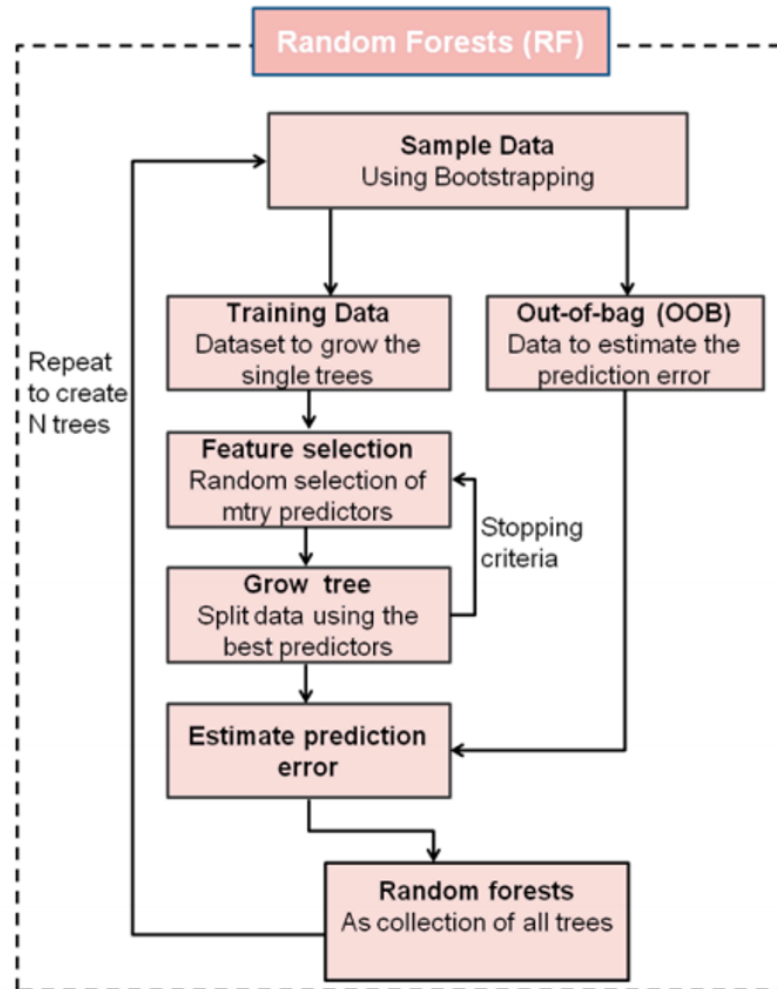 Random Forests (RF)
Sample Data
Using Bootstrapping
Training Data
Dataset to grow the
single trees
Out-of-bag (OOB)
Data to estimate the
prediction error
Repeat
to create
N trees
Feature selection
Random selection of
mtry predictors
Stopping
criteria
Grow tree
Split data using the
best predictors
Estimate prediction
error
Random forests
As collection of all trees